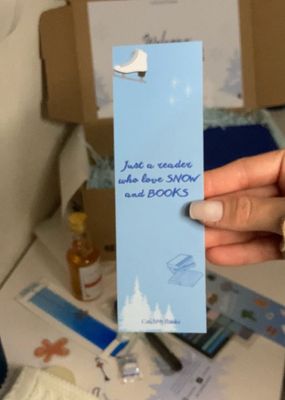 Just a reader
who love SNOW
and BOOKS